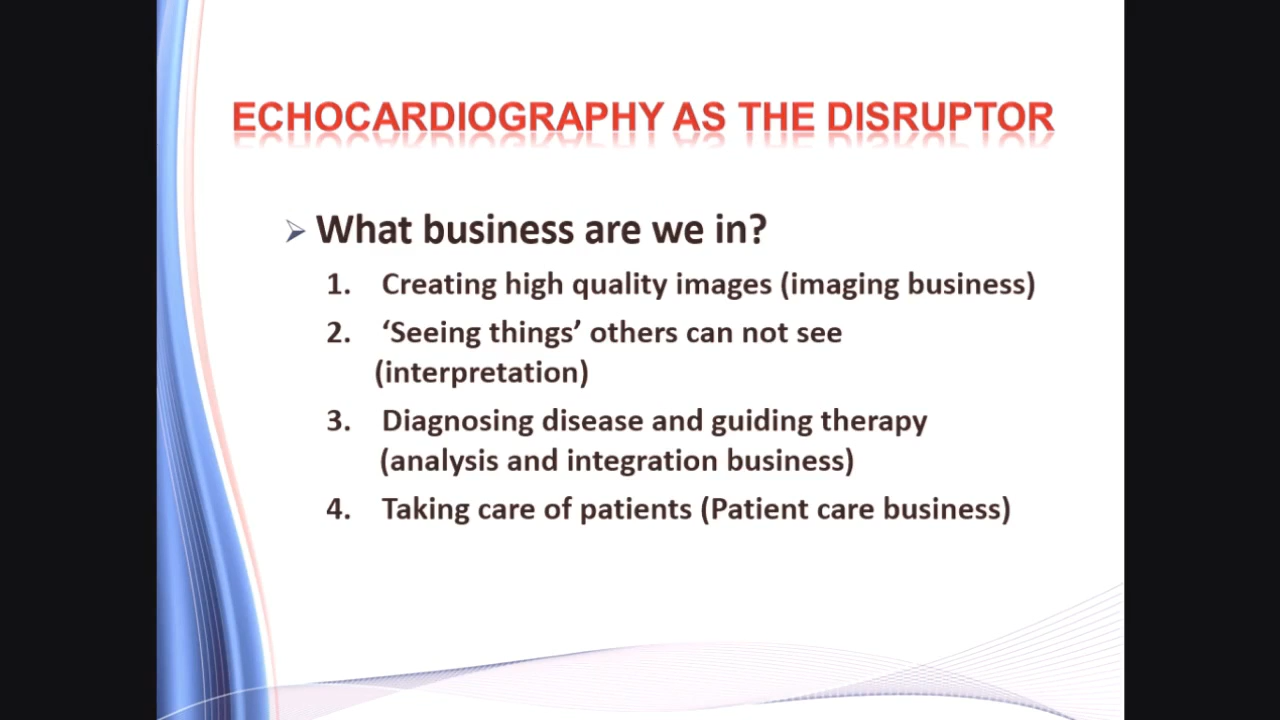 ECHOCARDIOGRAPHY AS THE DISRUPTOR
What business are we in?
1. Creating high quality images (imaging business)
2. ‘Seeing things’ others can not see
(interpretation)
3. Diagnosing disease and guiding therapy
(analysis and integration business)
4. Taking care of patients (Patient care business)